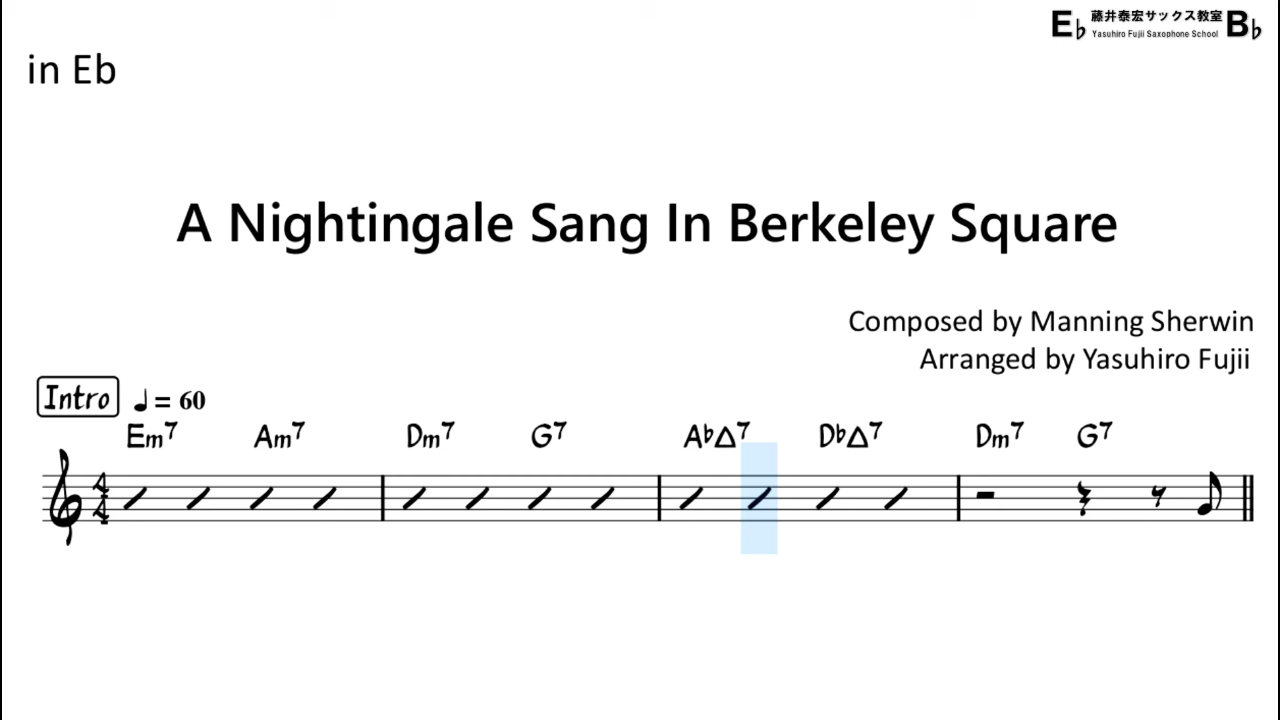 E♭ 藤井泰宏サックス教室 B♭
Yasuhiro Fujii Saxophone School
in Eb
A Nightingale Sang In Berkeley Square
Composed by Manning Sherwin
Arranged by Yasuhiro Fujii
Intro ♩= 60
Em7 Am7 Dm7 G7 A♭△7 D♭△7 Dm7 G7
4
4